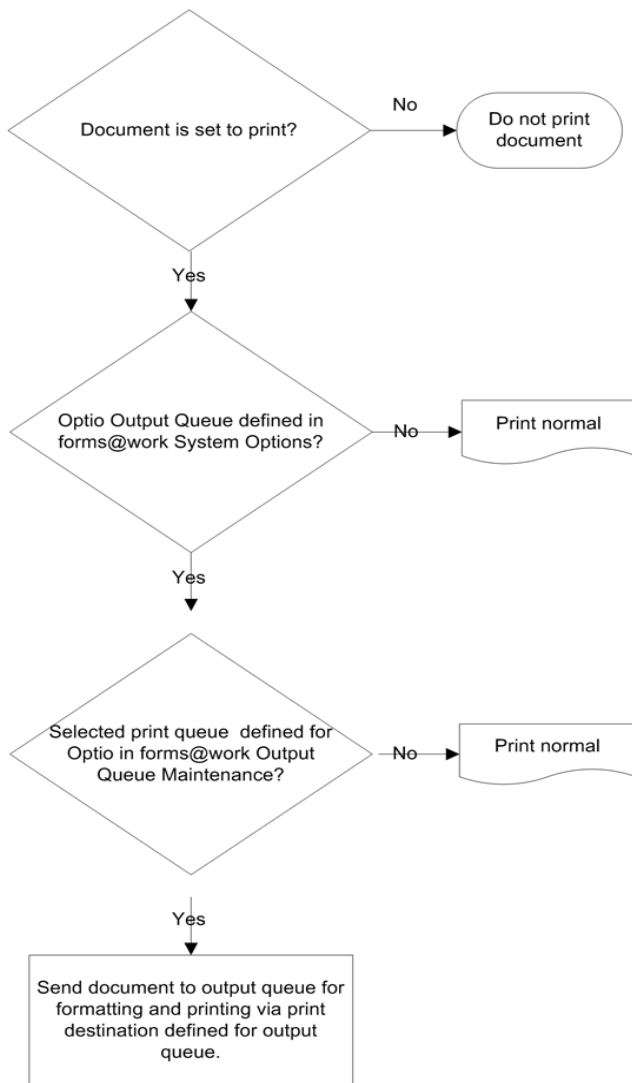 Document is set to print?
No
Do not print
document
Yes
Optio Output Queue defined in
forms@work System Options?
No
Print normal
Yes
Selected print queue defined for
Optio in forms@work Output
Queue Maintenance?
No
Print normal
Yes
Send document to output queue for
formatting and printing via print
destination defined for output
queue.